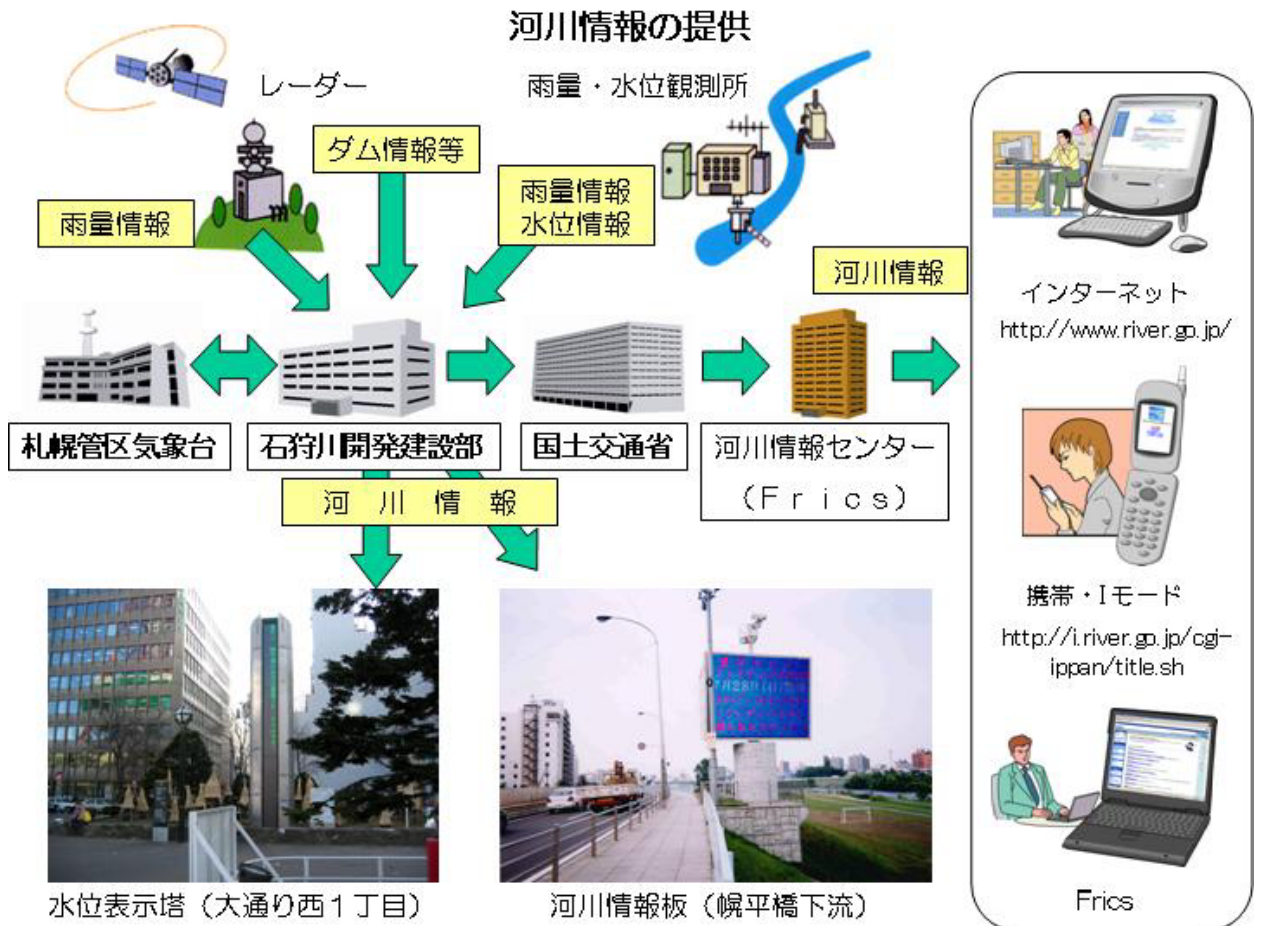 河川情報の提供
レーダー
雨量・水位観測所
ダム情報等
雨量情報
雨量情報
水位情報
河川情報
札幌管区気象台
石狩川開発建設部
国土交通省
河川情報センター
(Ｆｒｉｃｓ)
河川情報
インターネット
http://www.river.go.jp/
携帯・Iモード
http://i.river.go.jp/cgi-
ippan/title.sh
Frics
水位表示塔（大通り西１丁目）
河川情報板（幌平橋下流）